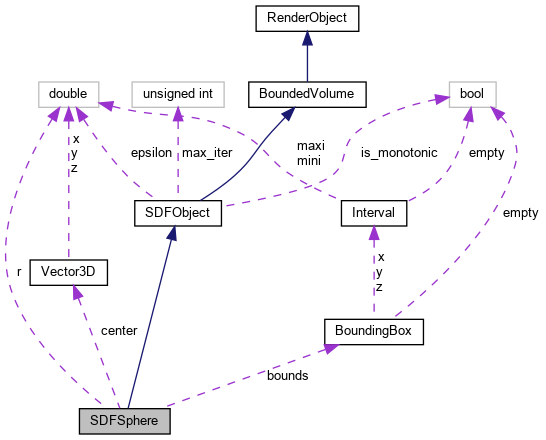 RenderObject
double
unsigned int
BoundedVolume
bool
x
y
z
epsilon
max_iter
maxi
mini
is_monotonic
empty
SDFObject
Interval
empty
r
Vector3D
x
y
z
center
BoundingBox
bounds
SDFSphere